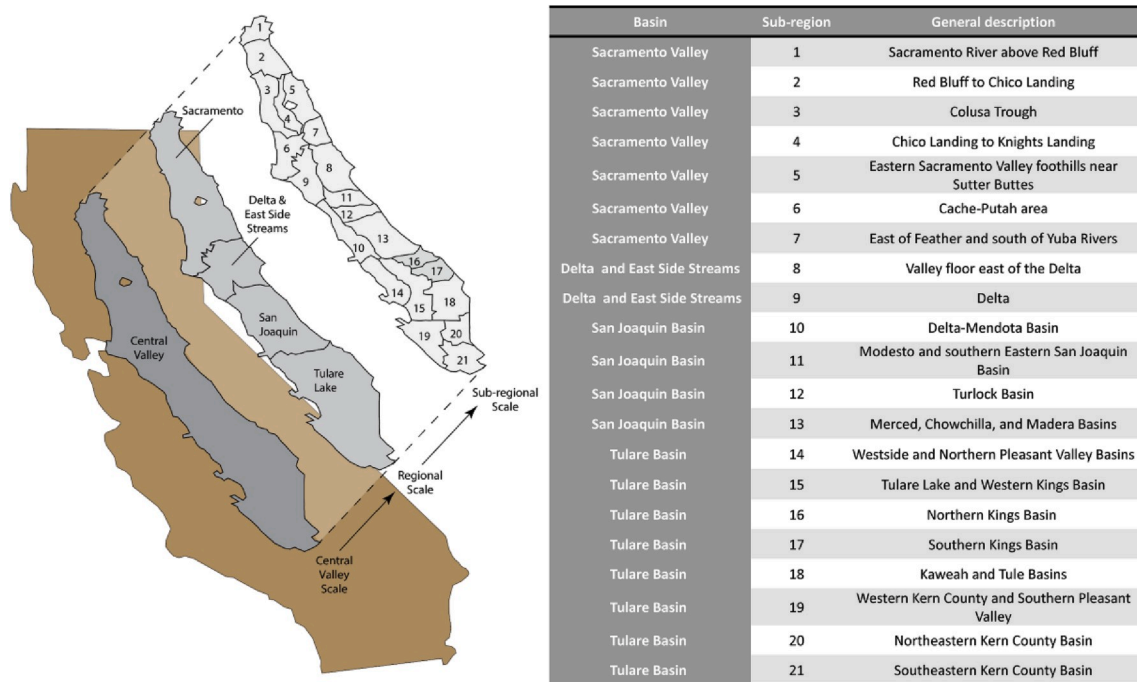 1
2
3
5
4
7
6
8
9
11
12
13
10
16
17
14
15
18
19
20
21
Sacramento
Delta &
East Side
Streams
San
Joaquin
Central
Valley
Tulare
Lake
Sub-regional
Scale
Regional
Scale
Central
Valley
Scale
Basin Sub-region General description
Sacramento Valley 1 Sacramento River above Red Bluff
Sacramento Valley 2 Red Bluff to Chico Landing
Sacramento Valley 3 Colusa Trough
Sacramento Valley 4 Chico Landing to Knights Landing
Sacramento Valley 5 Eastern Sacramento Valley foothills near
Sutter Buttes
Sacramento Valley 6 Cache-Putah area
Sacramento Valley 7 East of Feather and south of Yuba Rivers
Delta and East Side Streams 8 Valley floor east of the Delta
Delta and East Side Streams 9 Delta
San Joaquin Basin 10 Delta-Mendota Basin
San Joaquin Basin 11 Modesto and southern Eastern San Joaquin
Basin
San Joaquin Basin 12 Turlock Basin
San Joaquin Basin 13 Merced, Chowchilla, and Madera Basins
Tulare Basin 14 Westside and Northern Pleasant Valley Basins
Tulare Basin 15 Tulare Lake and Western Kings Basin
Tulare Basin 16 Northern Kings Basin
Tulare Basin 17 Southern Kings Basin
Tulare Basin 18 Kaweah and Tule Basins
Tulare Basin 19 Western Kern County and Southern Pleasant
Valley
Tulare Basin 20 Northeastern Kern County Basin
Tulare Basin 21 Southeastern Kern County Basin